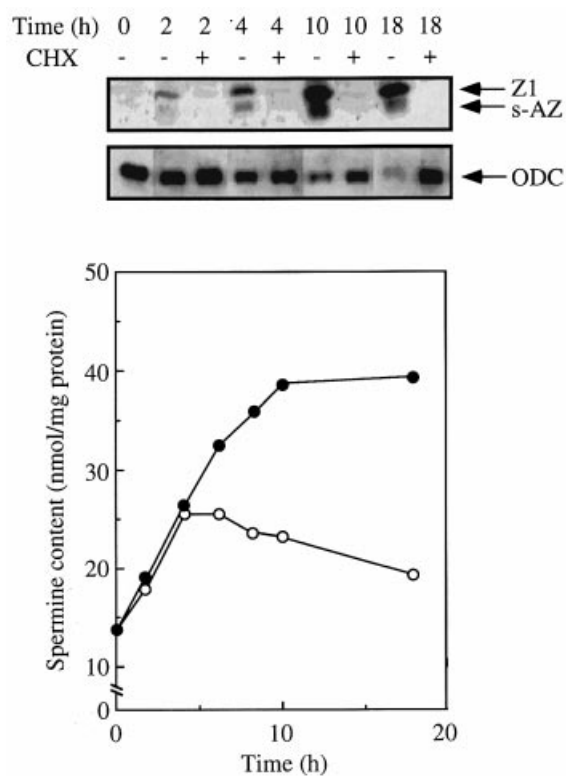 Time (h) 0 2 2 4 4 10 10 18 18
CHX - - + - + - + - +
Z1
s-AZ
ODC
50
40
30
20
10
0
Spermine content (nmol/mg protein)
0 10 20
Time (h)